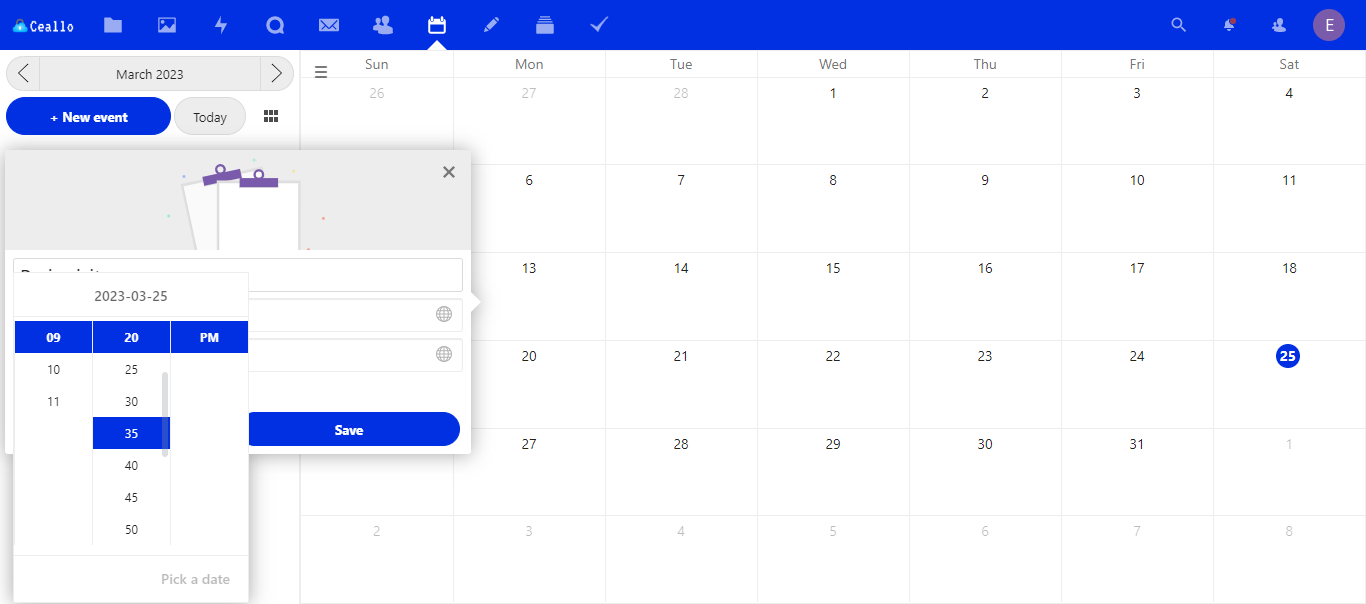 Ceallo
E
March 2023
+ New event
Today
Sun Mon Tue Wed Thu Fri Sat
26 27 28 1 2 3 4
6 7 8 9 10 11
13 14 15 16 17 18
20 21 22 23 24 25
27 28 29 30 31 1
2 3 4 5 6 7 8
2023-03-25
09 20 PM
10 25
11 30
35
40
45
50
Pick a date
Save